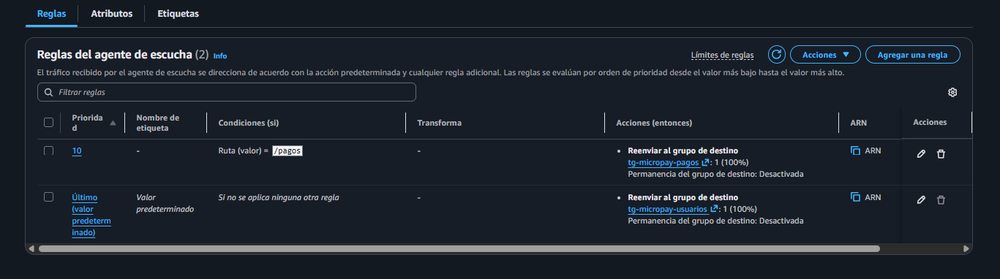 Reglas Atributos Etiquetas
Reglas del agente de escucha (2) Info
Límites de reglas Acciones Agregar una regla
El tráfico recibido por el agente de escucha se direcciona de acuerdo con la acción predeterminada y cualquier regla adicional. Las reglas se evalúan por orden de prioridad desde el valor más bajo hasta el valor más alto.
Filtrar reglas
Priorida
d
Nombre de
etiqueta
Condiciones (si)
Transforma
Acciones (entonces)
ARN
Acciones
10
-
Ruta (valor) = /pagos
-
• Reenviar al grupo de destino
tg-micropay-pagos : 1 (100%)
Permanencia del grupo de destino: Desactivada
ARN
Último
(valor
predeterm
inado)
Valor
predeterminado
Si no se aplica ninguna otra regla
-
• Reenviar al grupo de destino
tg-micropay-usuarios : 1 (100%)
Permanencia del grupo de destino: Desactivada
ARN